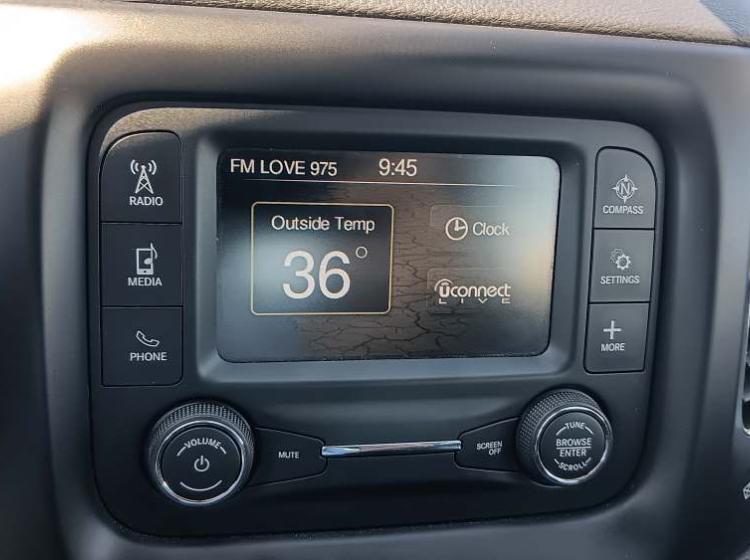 FM LOVE 975 9:45
RADIO
MEDIA
PHONE
Outside Temp
36°
Clock
uconnect
LIVE
N
COMPASS
SETTINGS
MORE
VOLUME
MUTE
SCREEN
OFF
TUNE
BROWSE
ENTER
SCROLL